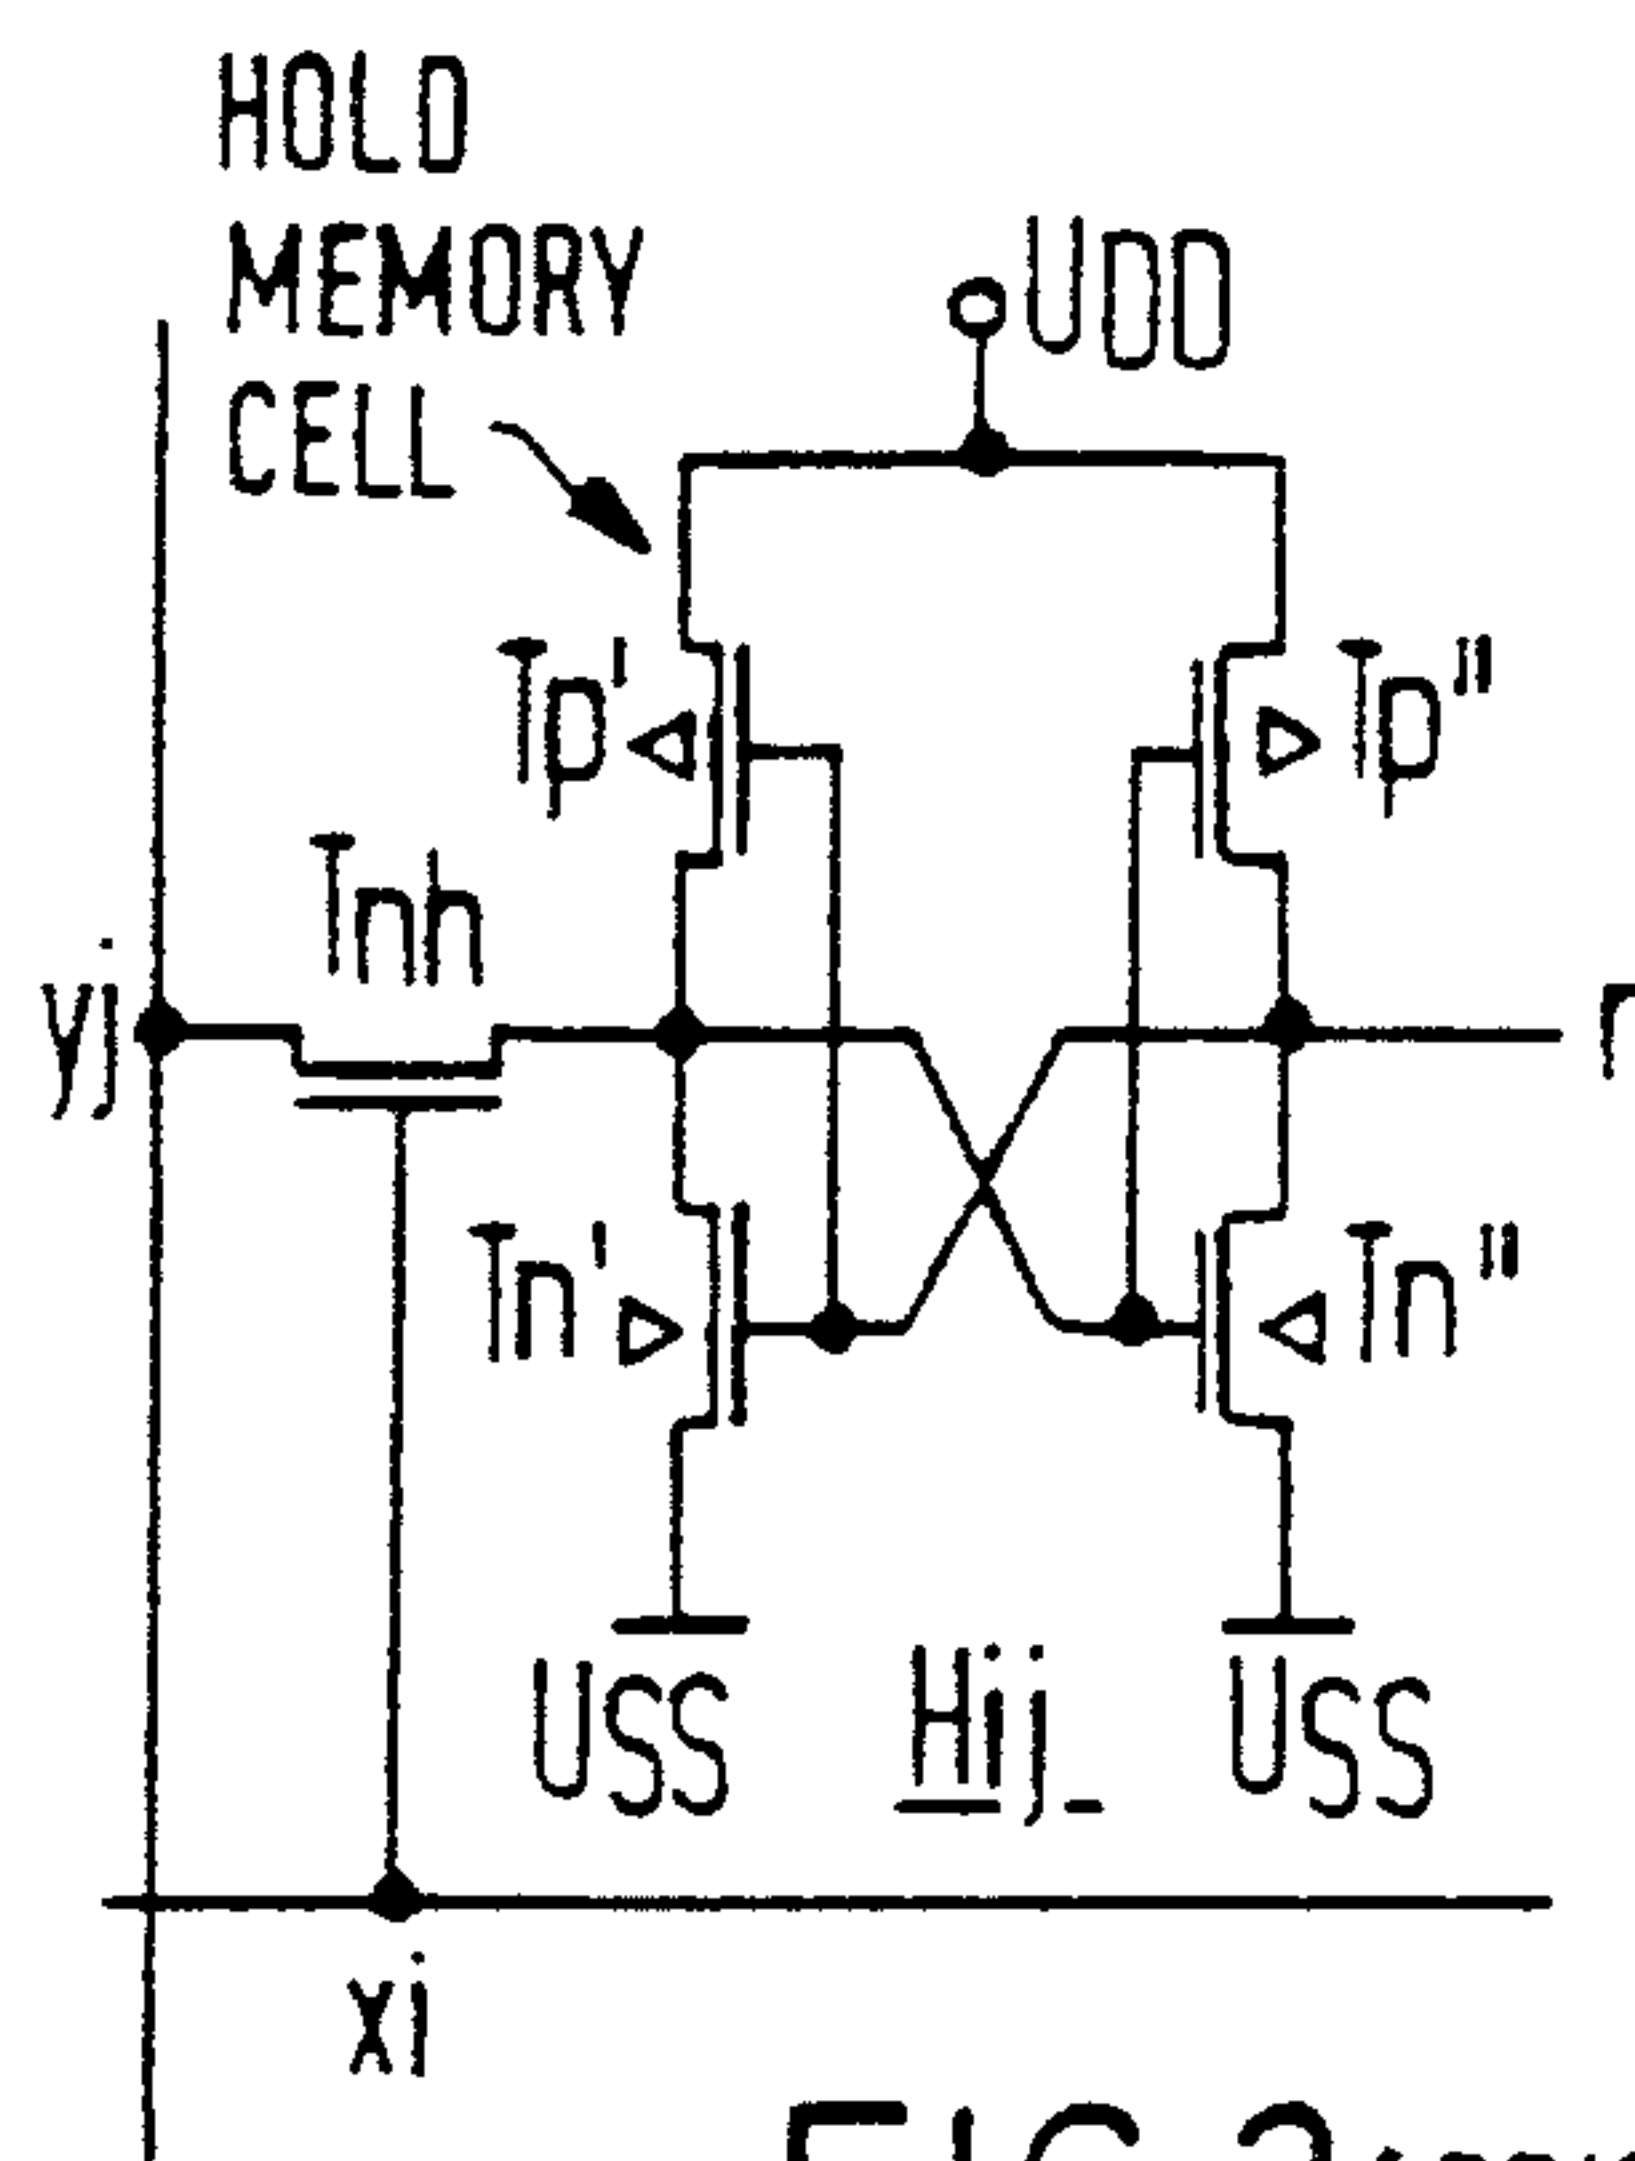 HOLD
MEMORY
CELL
UDD
Tp'
Tp"
Tnh
yj
r
Tn'
Tn"
USS
Hij
USS
xi